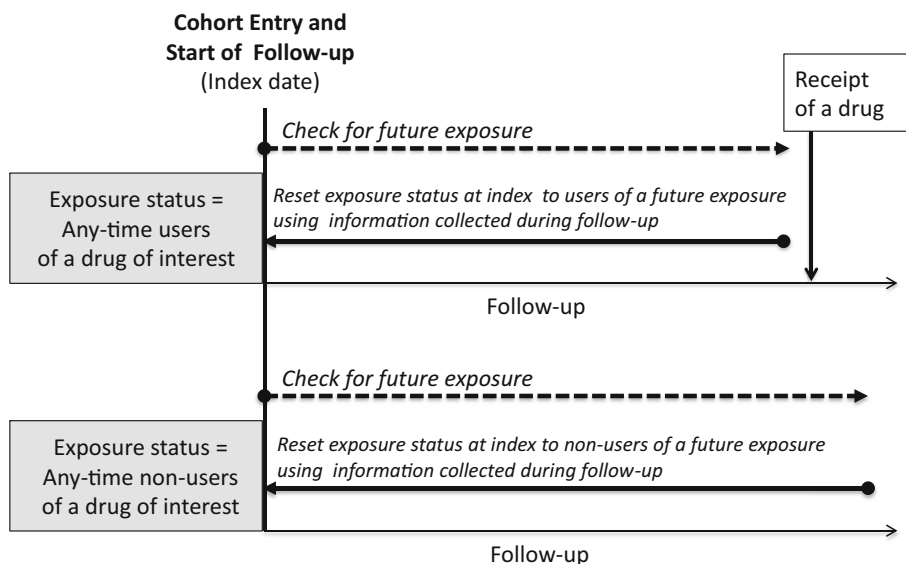 Cohort Entry and
Start of Follow-up
(Index date)
Receipt
of a drug
Check for future exposure
Exposure status =
Any-time users
of a drug of interest
Reset exposure status at index to users of a future exposure
using information collected during follow-up
Follow-up
Check for future exposure
Exposure status =
Any-time non-users
of a drug of interest
Reset exposure status at index to non-users of a future exposure
using information collected during follow-up
Follow-up